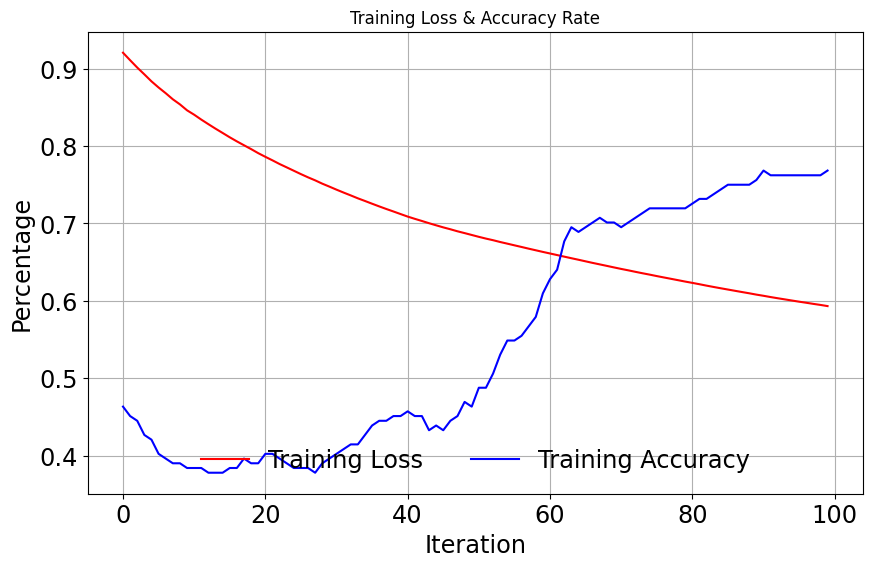 Training Loss & Accuracy Rate
Percentage
0.9
0.8
0.7
0.6
0.5
0.4
Training Loss
Training Accuracy
0 20 40 60 80 100
Iteration